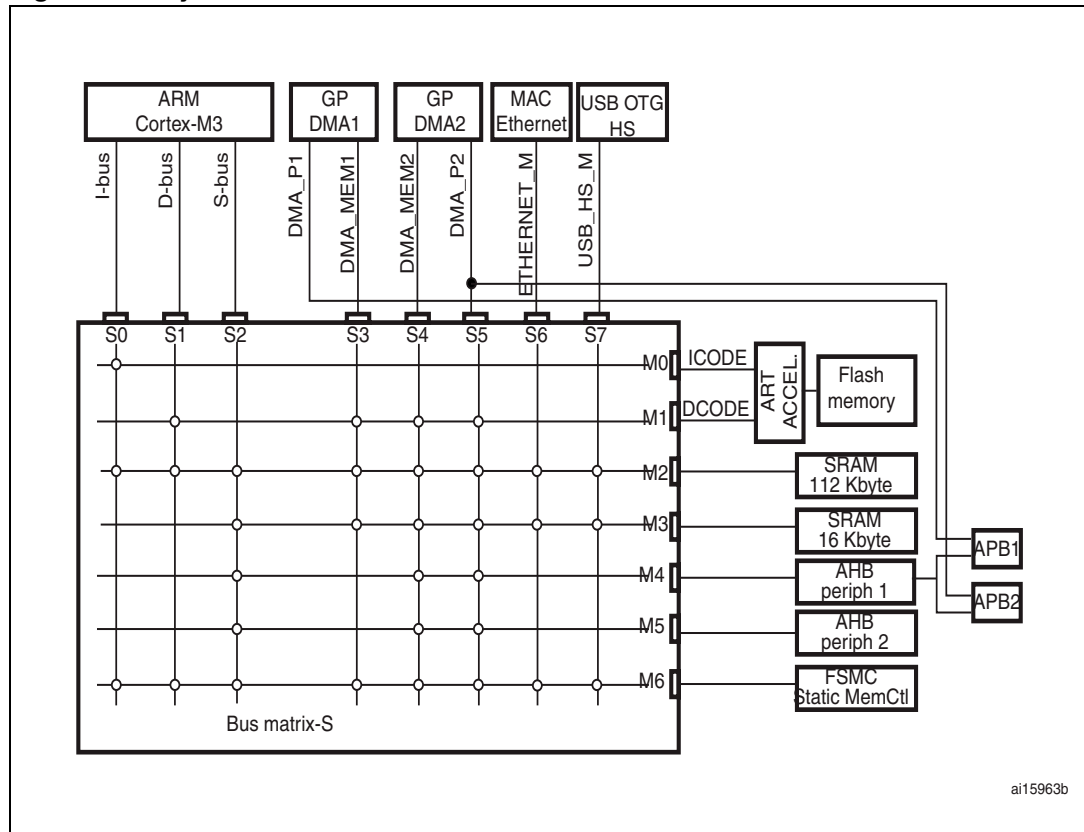 ARM
Cortex-M3
GP
DMA1
GP
DMA2
MAC
Ethernet
USB OTG
HS
I-bus
D-bus
S-bus
DMA_P1
DMA_MEM1
DMA_MEM2
DMA_P2
ETHERNET_M
USB_HS_M
S0
S1
S2
S3
S4
S5
S6
S7
M0
ICODE
M1
DCODE
ART
ACCEL.
Flash
memory
M2
SRAM
112 Kbyte
M3
SRAM
16 Kbyte
APB1
M4
AHB
periph 1
APB2
M5
AHB
periph 2
M6
FSMC
Static MemCtl
Bus matrix-S
ai15963b